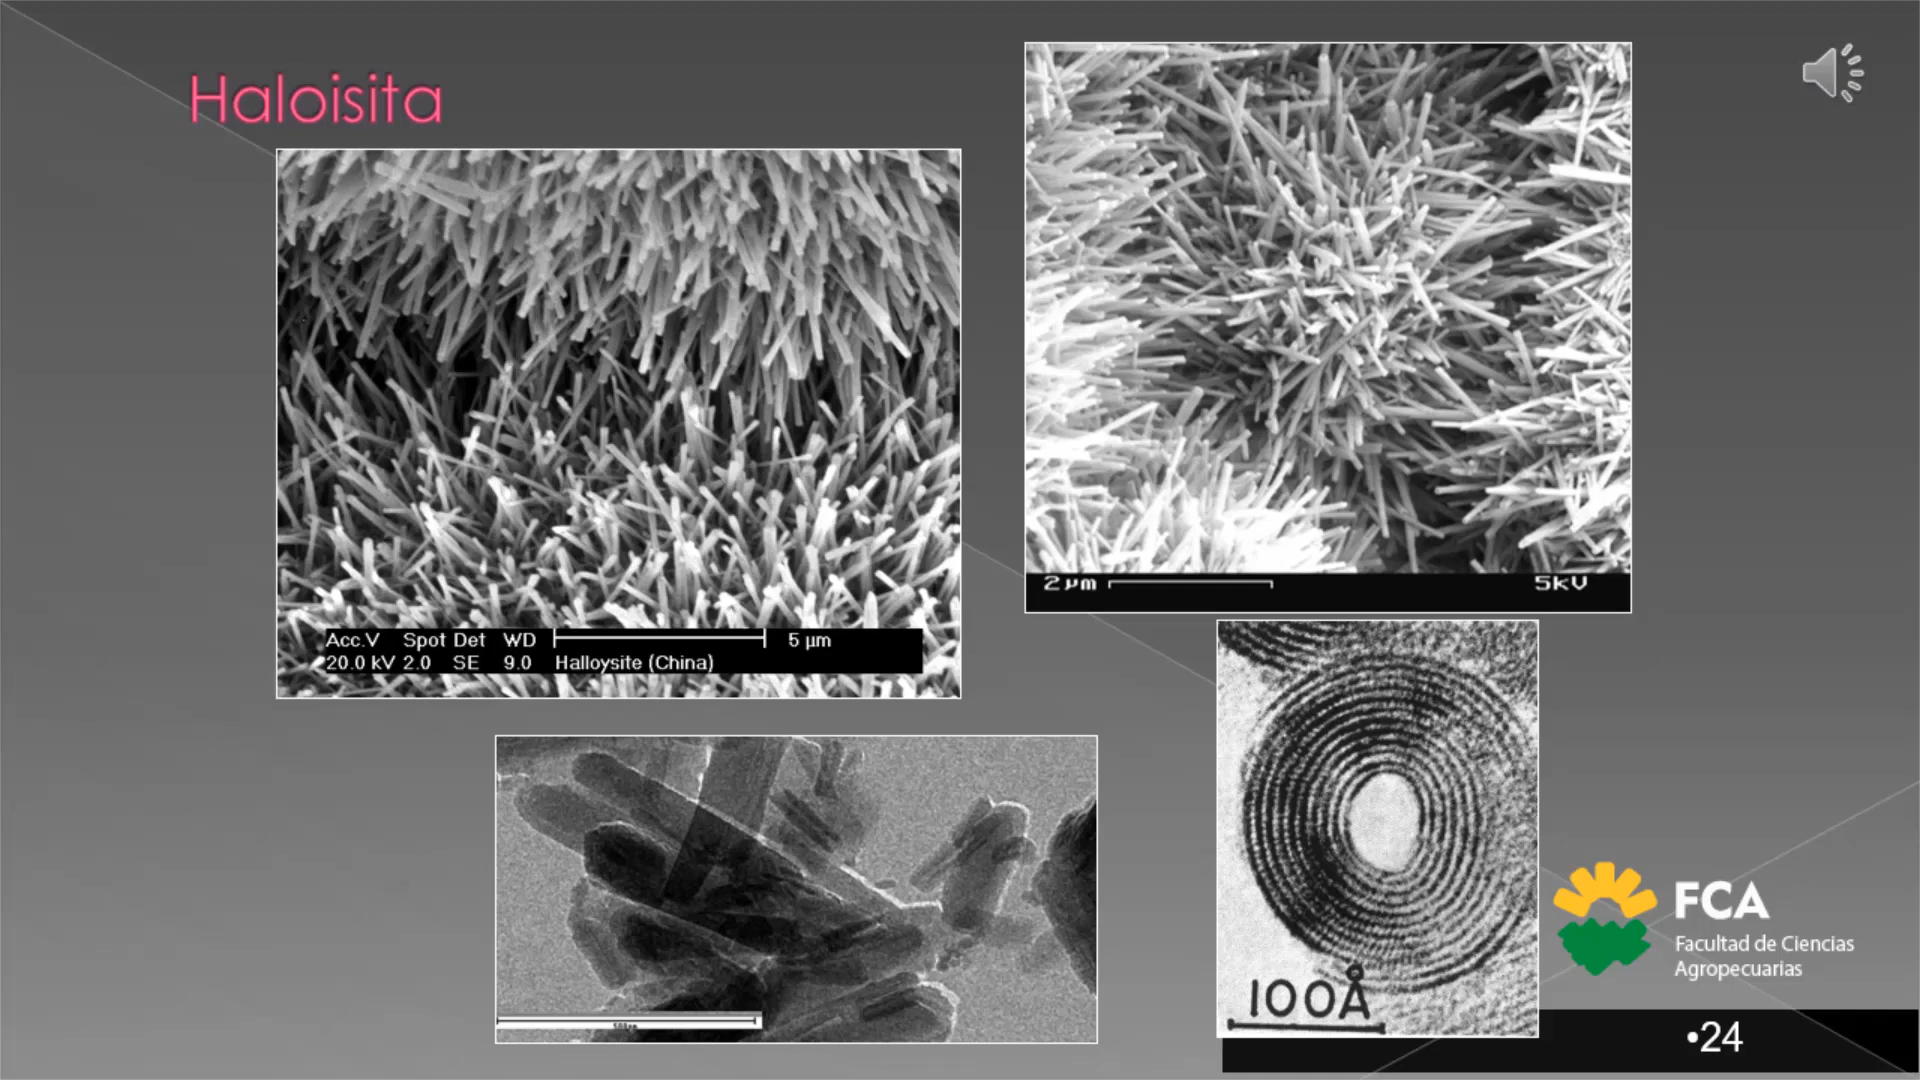 Haloisita
2 µm
5kV
Acc.V Spot Det WD 5 µm
20.0 kV 2.0 SE 9.0 Halloysite (China)
100Å
FCA
Facultad de Ciencias
Agropecuarias
•24